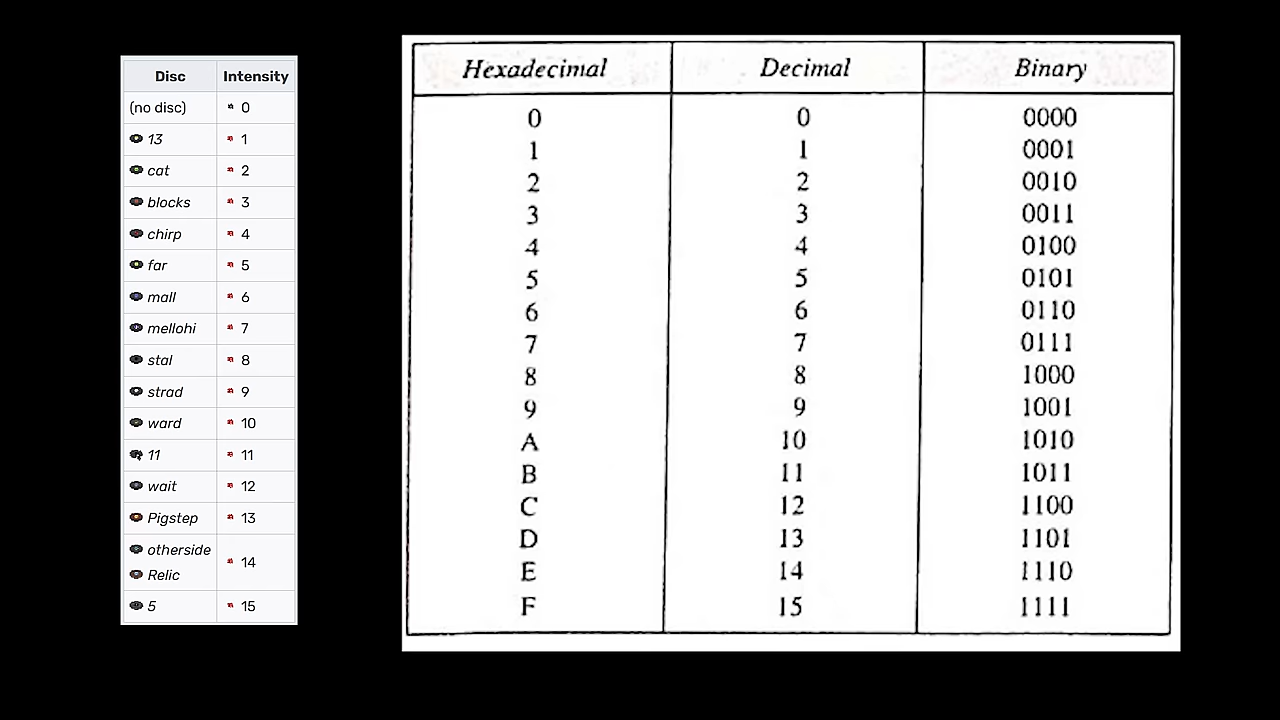 Disc Intensity
(no disc) 0
13 1
cat 2
blocks 3
chirp 4
far 5
mall 6
mellohi 7
stal 8
strad 9
ward 10
11 11
wait 12
Pigstep 13
otherside
Relic 14
5 15
Hexadecimal Decimal Binary
0 0 0000
1 1 0001
2 2 0010
3 3 0011
4 4 0100
5 5 0101
6 6 0110
7 7 0111
8 8 1000
9 9 1001
A 10 1010
B 11 1011
C 12 1100
D 13 1101
E 14 1110
F 15 1111